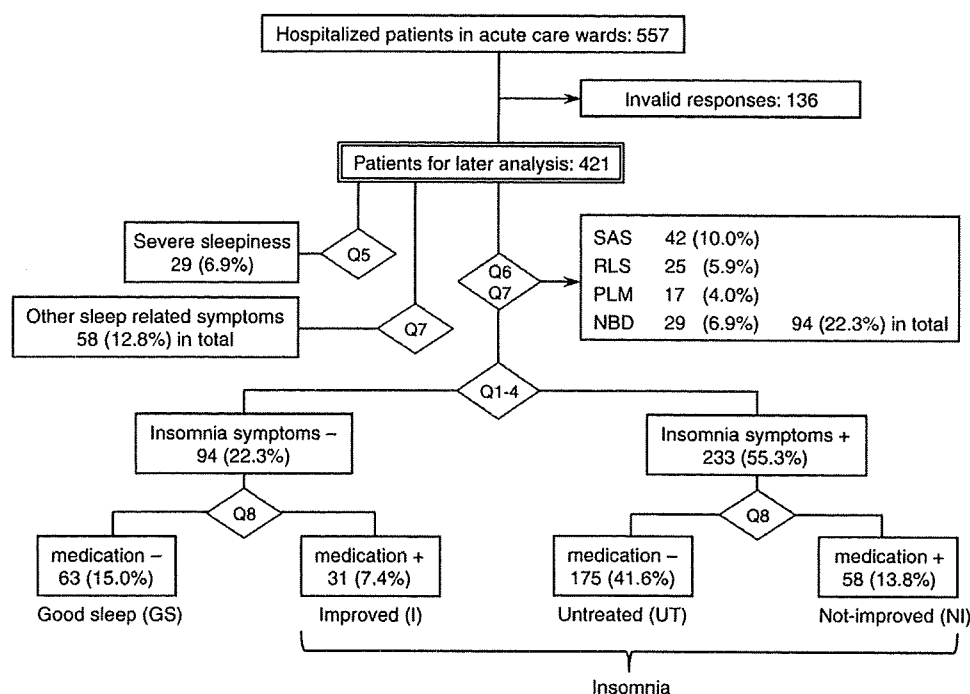 Hospitalized patients in acute care wards: 557
Invalid responses: 136
Patients for later analysis: 421
Severe sleepiness
29 (6.9%)
Q5
Other sleep related symptoms
58 (12.8%) in total
Q7
Q6
Q7
SAS 42 (10.0%)
RLS 25 (5.9%)
PLM 17 (4.0%)
NBD 29 (6.9%) 94 (22.3%) in total
Q1-4
Insomnia symptoms –
94 (22.3%)
Insomnia symptoms +
233 (55.3%)
Q8
Q8
medication –
63 (15.0%)
medication +
31 (7.4%)
medication –
175 (41.6%)
medication +
58 (13.8%)
Good sleep (GS)
Improved (I)
Untreated (UT)
Not-improved (NI)
Insomnia